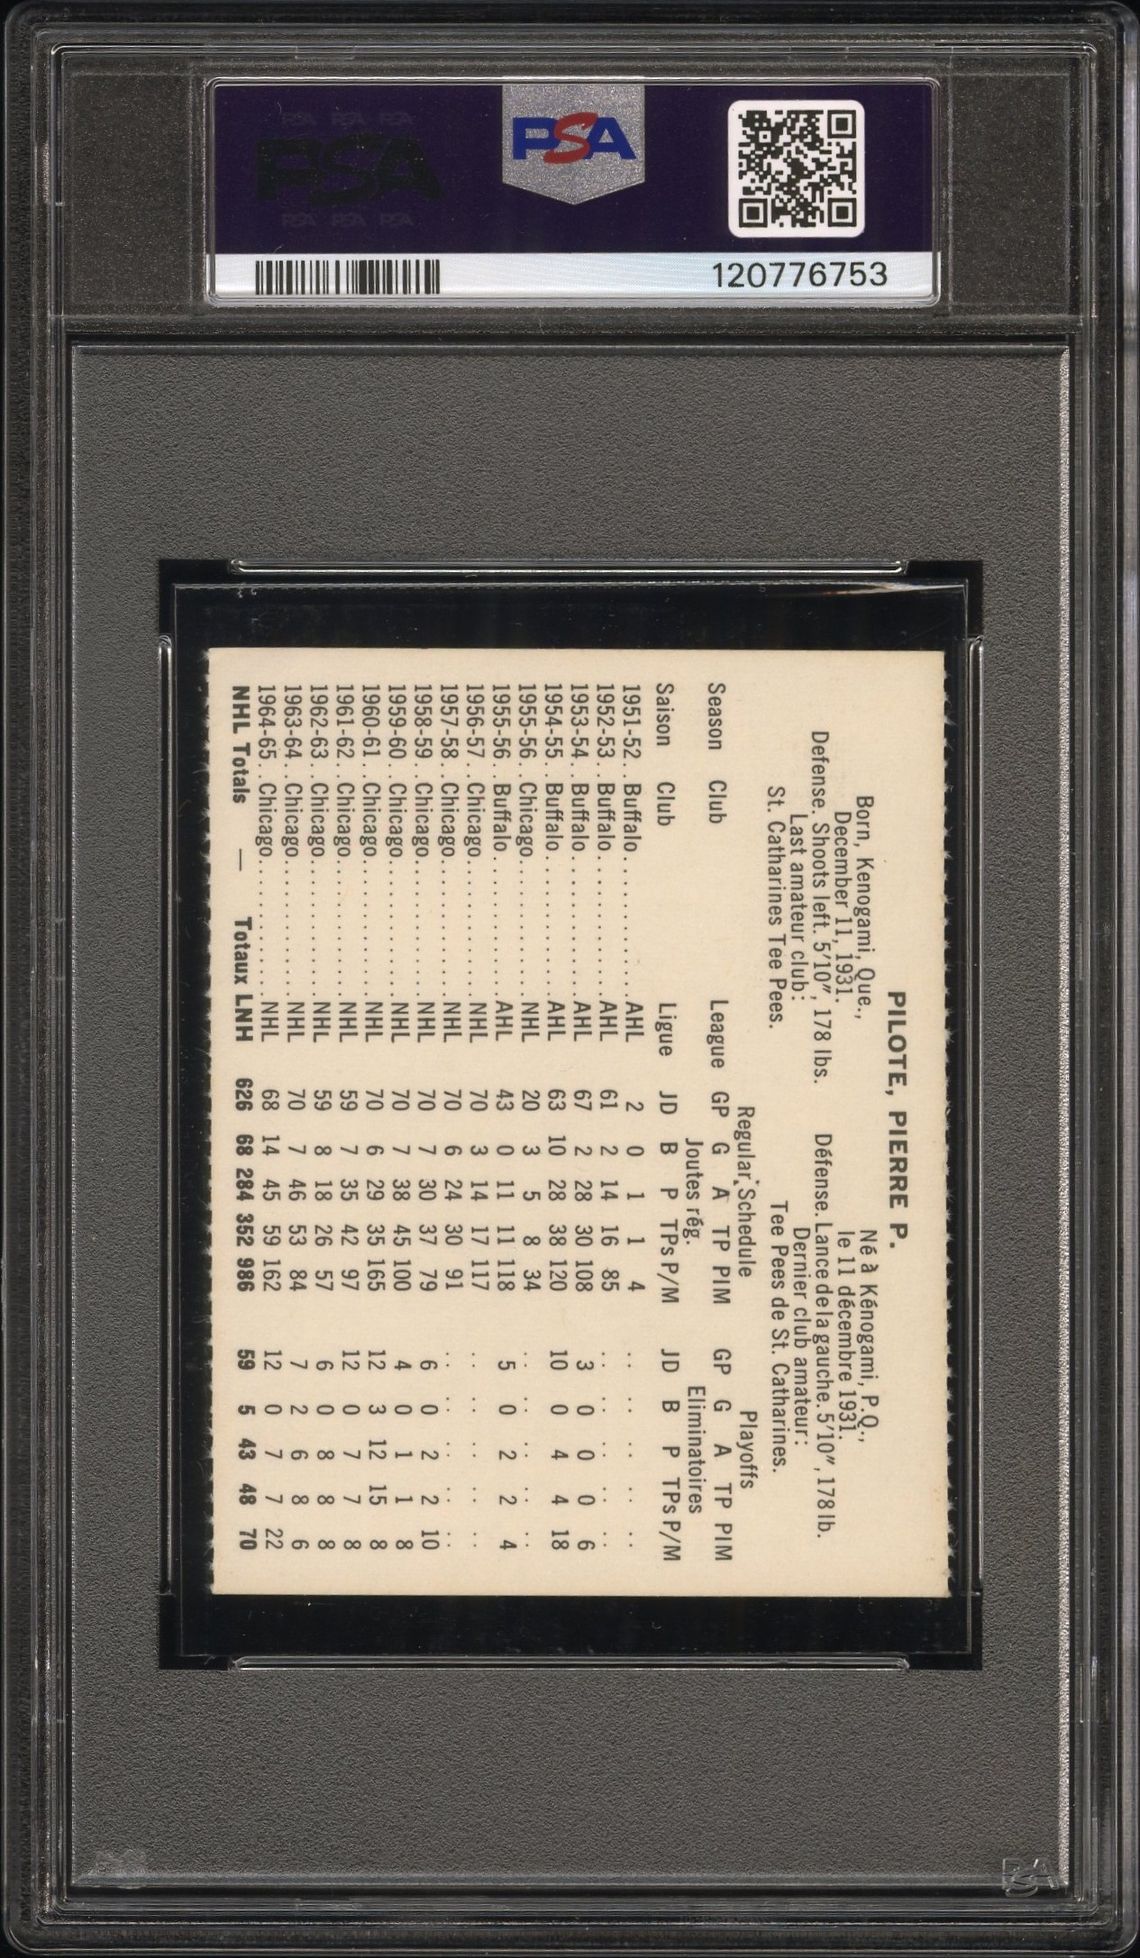 PSA PSA PSA
PSA
PSA PSA PSA
PSA
120776753
PILOTE, PIERRE P.
Born, Kenogami, Que.,
December 11, 1931.
Defense. Shoots left. 5'10", 178 lbs.
Last amateur club:
St. Catharines Tee Pees.
Né à Kénogami, P.Q.,
le 11 décembre 1931.
Défense. Lance de la gauche. 5'10", 178 lb.
Dernier club amateur:
Tee Pees de St. Catharines.
Regular Schedule Playoffs
Season Club League GP G A TP PIM GP G A TP PIM
Joutes rég. Eliminatoires
Saison Club Ligue JD B P TPs P/M JD B P TPs P/M
1951-52..Buffalo..............AHL 2 0 1 1 4 .. .. .. .. ..
1952-53..Buffalo..............AHL 61 2 14 16 85 .. .. .. .. ..
1953-54..Buffalo..............AHL 67 2 28 30 108 3 0 0 0 6
1954-55..Buffalo..............AHL 63 10 28 38 120 10 0 4 4 18
1955-56..Chicago.............NHL 20 3 5 8 34 .. .. .. .. ..
1955-56..Buffalo..............AHL 43 0 11 11 118 5 0 2 2 4
1956-57..Chicago.............NHL 70 3 14 17 117 .. .. .. .. ..
1957-58..Chicago.............NHL 70 6 24 30 91 .. .. .. .. ..
1958-59..Chicago.............NHL 70 7 30 37 79 6 0 2 2 10
1959-60..Chicago.............NHL 70 7 38 45 100 4 0 1 1 8
1960-61..Chicago.............NHL 70 6 29 35 165 12 3 12 15 8
1961-62..Chicago.............NHL 59 7 35 42 97 12 0 7 7 8
1962-63..Chicago.............NHL 59 8 18 26 57 6 0 8 8 8
1963-64..Chicago.............NHL 70 7 46 53 84 7 2 6 8 6
1964-65..Chicago.............NHL 68 14 45 59 162 12 0 7 7 22
NHL Totals — Totaux LNH 626 68 284 352 986 59 5 43 48 70
PSA